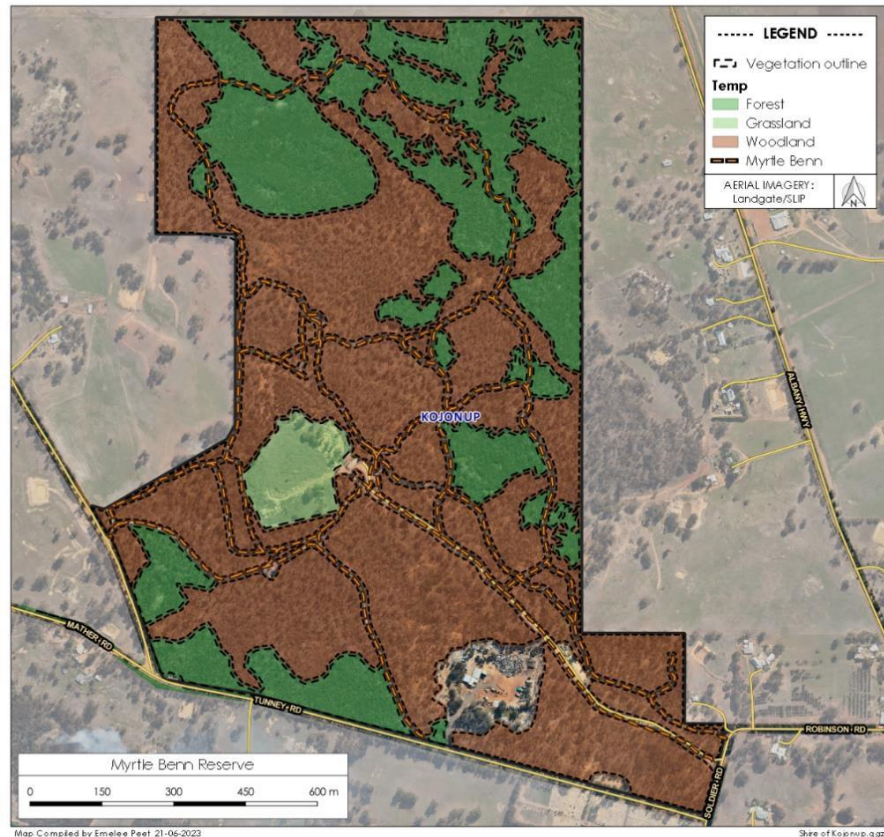 LEGEND
Vegetation outline
Temp
Forest
Grassland
Woodland
Myrtle Benn
AERIAL IMAGERY:
Landgate/SLIP
N
ALBANY HWY
KOJONUP
MATHER RD
TUNNEY RD
ROBINSON RD
SOLDIER RD
Myrtle Benn Reserve
0 150 300 450 600 m
Map Compiled by Emelee Peet 21-06-2023
Shire of Kojonup.qgz